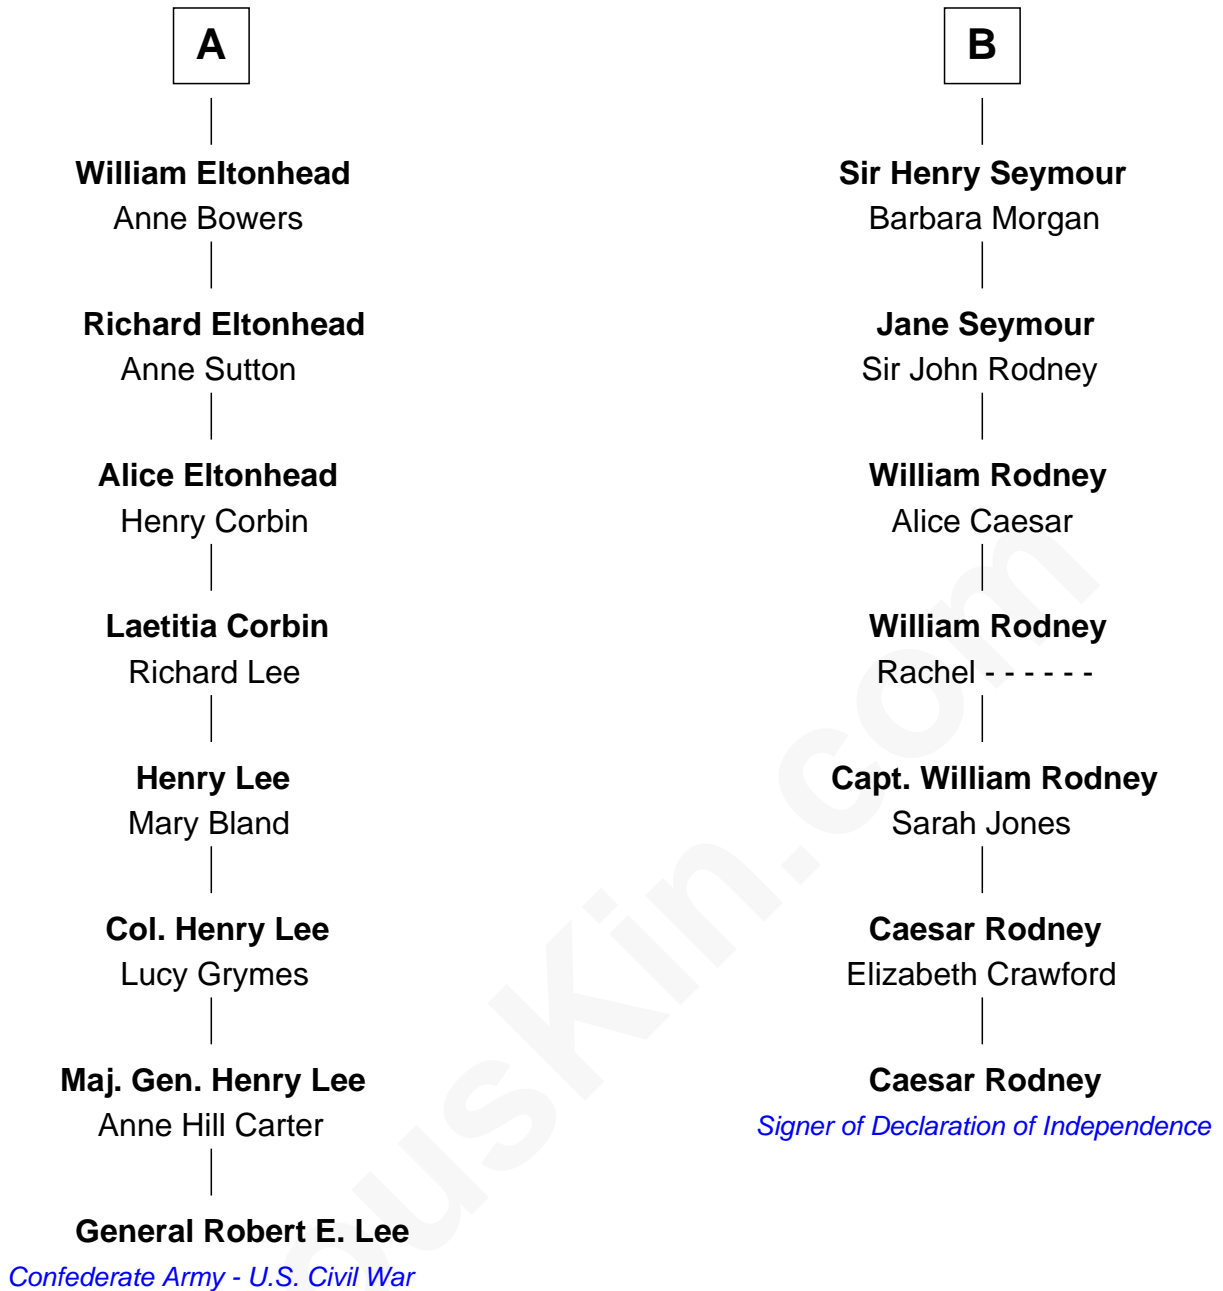 A
William Eltonhead
Anne Bowers
Richard Eltonhead
Anne Sutton
Alice Eltonhead
Henry Corbin
Laetitia Corbin
Richard Lee
Henry Lee
Mary Bland
Col. Henry Lee
Lucy Grymes
Maj. Gen. Henry Lee
Anne Hill Carter
General Robert E. Lee
Confederate Army - U.S. Civil War
B
Sir Henry Seymour
Barbara Morgan
Jane Seymour
Sir John Rodney
William Rodney
Alice Caesar
William Rodney
Rachel - - - - - -
Capt. William Rodney
Sarah Jones
Caesar Rodney
Elizabeth Crawford
Caesar Rodney
Signer of Declaration of Independence